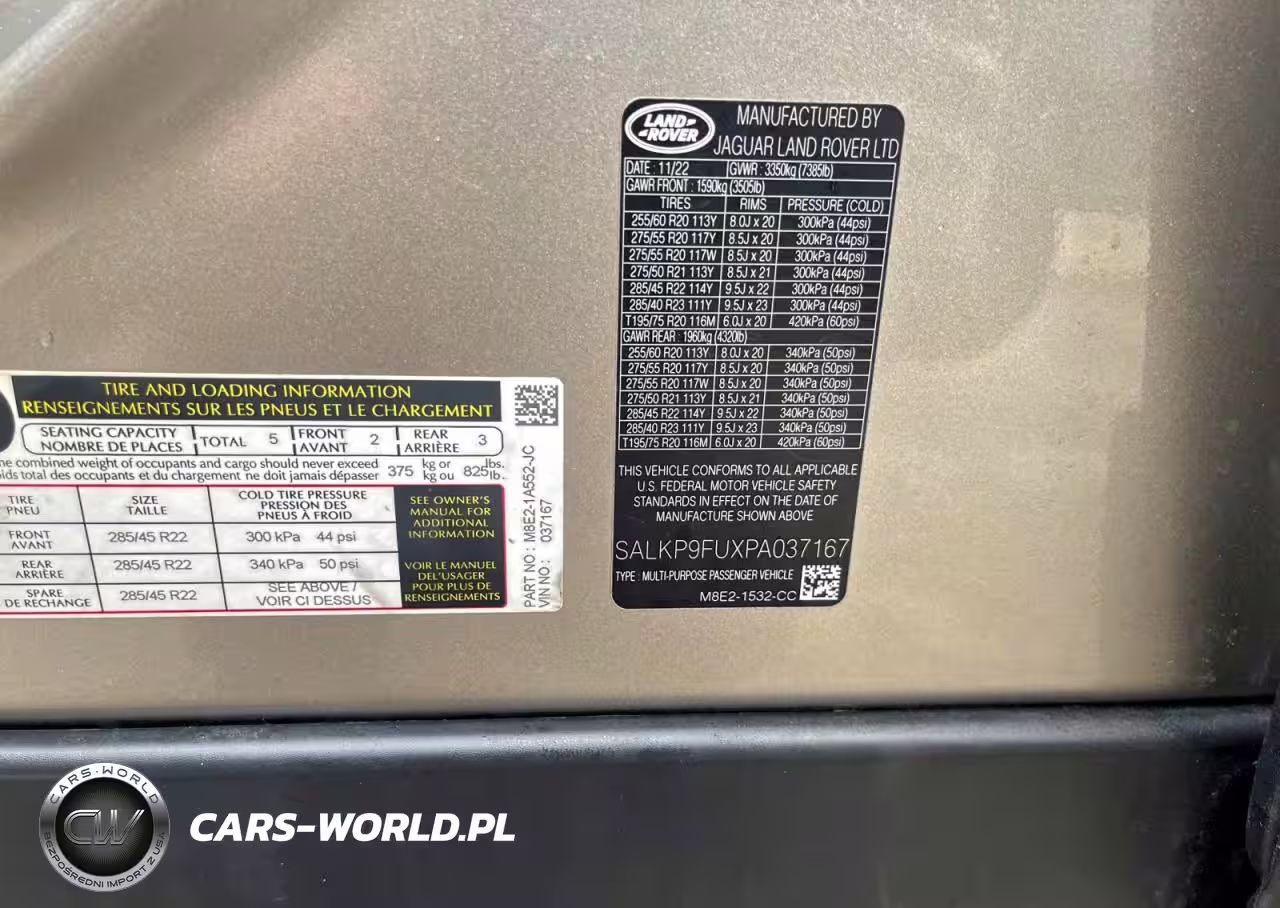 LAND ROVER
MANUFACTURED BY
JAGUAR LAND ROVER LTD
DATE : 11/22 GVWR : 3350kg (7385lb)
GAWR FRONT : 1590kg (3505lb)
TIRES RIMS PRESSURE (COLD)
255/60 R20 113Y 8.0J x 20 300kPa (44psi)
275/55 R20 117Y 8.5J x 20 300kPa (44psi)
275/55 R20 117W 8.5J x 20 300kPa (44psi)
275/50 R21 113Y 8.5J x 21 300kPa (44psi)
285/45 R22 114Y 9.5J x 22 300kPa (44psi)
285/40 R23 111Y 9.5J x 23 300kPa (44psi)
T195/75 R20 116M 6.0J x 20 420kPa (60psi)
GAWR REAR : 1960kg (4320lb)
255/60 R20 113Y 8.0J x 20 340kPa (50psi)
275/55 R20 117Y 8.5J x 20 340kPa (50psi)
275/55 R20 117W 8.5J x 20 340kPa (50psi)
275/50 R21 113Y 8.5J x 21 340kPa (50psi)
285/45 R22 114Y 9.5J x 22 340kPa (50psi)
285/40 R23 111Y 9.5J x 23 340kPa (50psi)
T195/75 R20 116M 6.0J x 20 420kPa (60psi)
THIS VEHICLE CONFORMS TO ALL APPLICABLE
U.S. FEDERAL MOTOR VEHICLE SAFETY
STANDARDS IN EFFECT ON THE DATE OF
MANUFACTURE SHOWN ABOVE
SALKP9FUXPA037167
TYPE : MULTI-PURPOSE PASSENGER VEHICLE
M8E2-1532-CC
TIRE AND LOADING INFORMATION
RENSEIGNEMENTS SUR LES PNEUS ET LE CHARGEMENT
SEATING CAPACITY
NOMBRE DE PLACES
TOTAL 5
FRONT
AVANT
2
REAR
ARRIÈRE
3
combined weight of occupants and cargo should never exceed 375 kg or 825 lbs.
total des occupants et du chargement ne doit jamais dépasser kg ou lb.
TIRE
PNEU
SIZE
TAILLE
COLD TIRE PRESSURE
PRESSION DES
PNEUS À FROID
FRONT
AVANT
285/45 R22 300 kPa 44 psi
REAR
ARRIÈRE
285/45 R22 340 kPa 50 psi
SPARE
DE RECHANGE
285/45 R22
SEE ABOVE /
VOIR CI DESSUS
SEE OWNER'S
MANUAL FOR
ADDITIONAL
INFORMATION
VOIR LE MANUEL
DEL'USAGER
POUR PLUS DE
RENSEIGNEMENTS
PART NO: M8E2-1A552-JC
VIN NO: 037167
CARS-WORLD
CW
BEZPOŚREDNI IMPORT Z USA
CARS-WORLD.PL